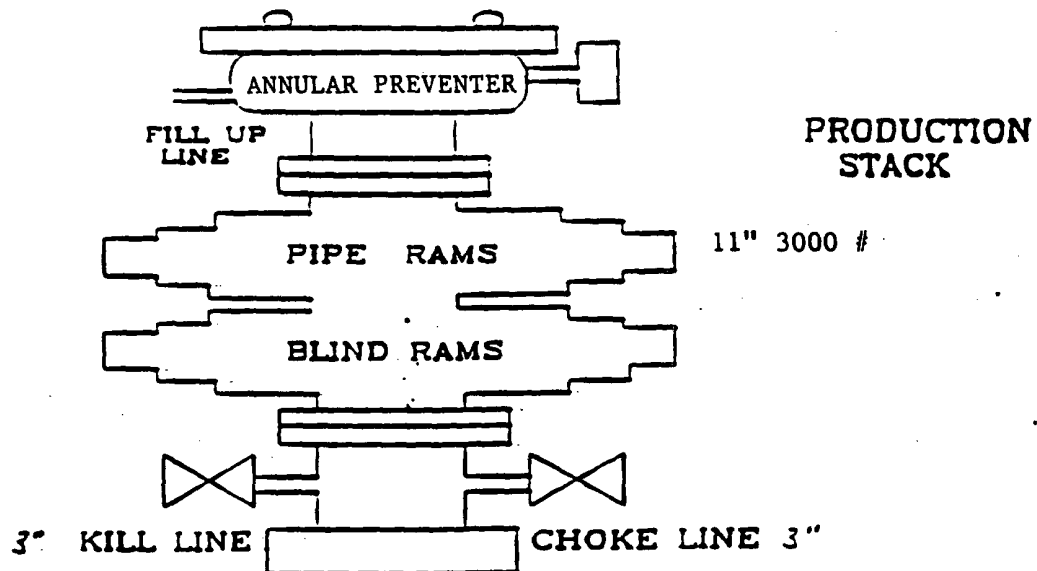 ANNULAR PREVENTER
FILL UP
LINE
PRODUCTION
STACK
PIPE RAMS
11" 3000 #
BLIND RAMS
3" KILL LINE
CHOKE LINE 3"